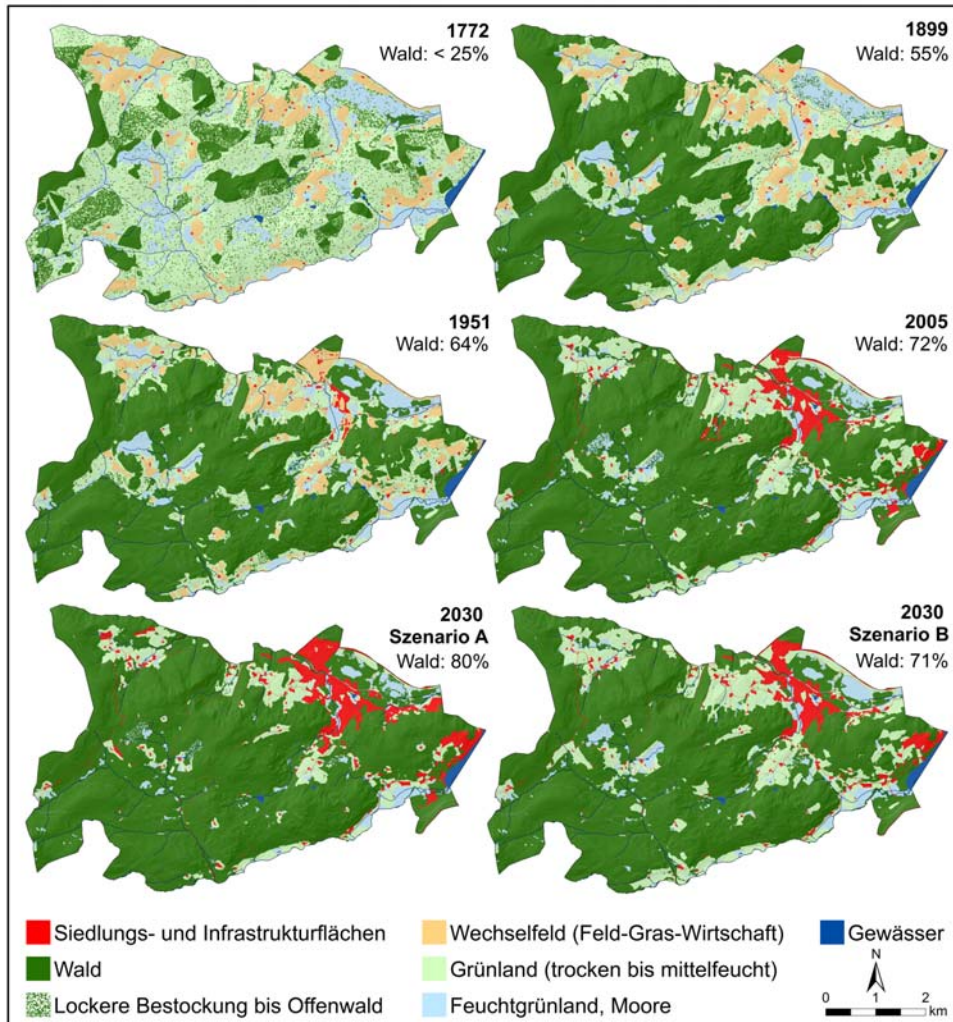 1772
Wald: < 25%
1899
Wald: 55%
1951
Wald: 64%
2005
Wald: 72%
2030
Szenario A
Wald: 80%
2030
Szenario B
Wald: 71%
Siedlungs- und Infrastrukturflächen
Wald
Lockere Bestockung bis Offenwald
Wechselfeld (Feld-Gras-Wirtschaft)
Grünland (trocken bis mittelfeucht)
Feuchtgrünland, Moore
Gewässer
N
0 1 2
km